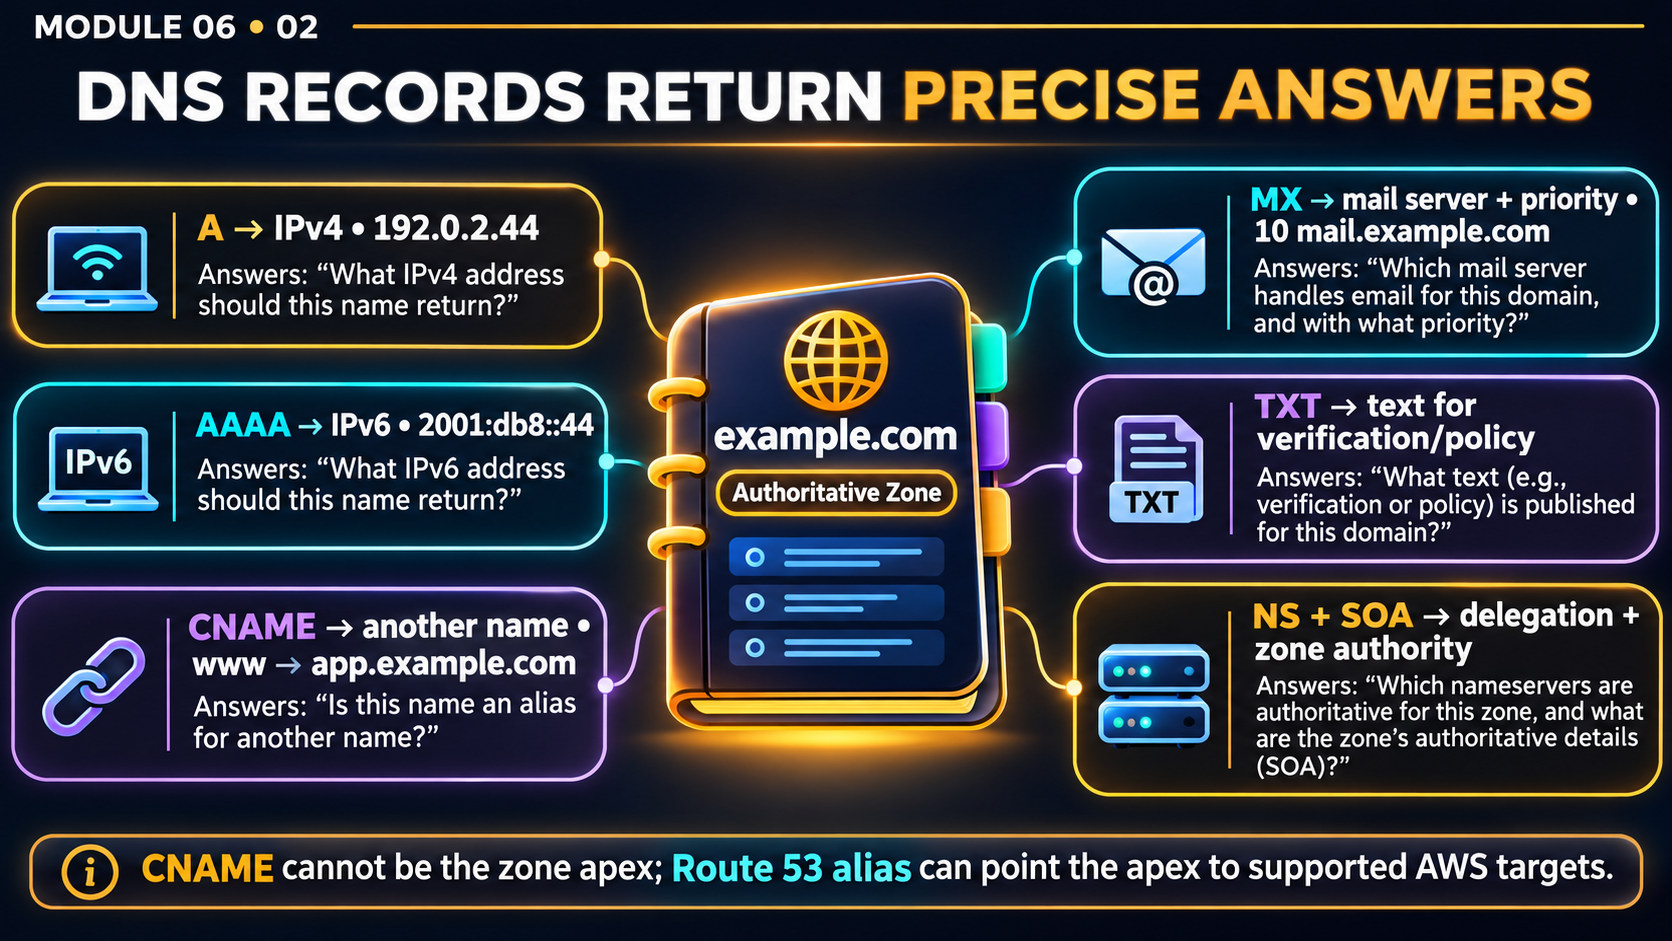 MODULE 06 • 02
DNS RECORDS RETURN PRECISE ANSWERS
A → IPv4 • 192.0.2.44
Answers: “What IPv4 address
should this name return?”
IPv6
AAAA → IPv6 • 2001:db8::44
Answers: “What IPv6 address
should this name return?”
CNAME → another name •
www → app.example.com
Answers: “Is this name an alias
for another name?”
example.com
Authoritative Zone
@
MX → mail server + priority •
10 mail.example.com
Answers: “Which mail server
handles email for this domain,
and with what priority?”
TXT
TXT → text for
verification/policy
Answers: “What text (e.g.,
verification or policy) is published
for this domain?”
NS + SOA → delegation +
zone authority
Answers: “Which nameservers are
authoritative for this zone, and what
are the zone’s authoritative details
(SOA)?”
i
CNAME cannot be the zone apex; Route 53 alias can point the apex to supported AWS targets.